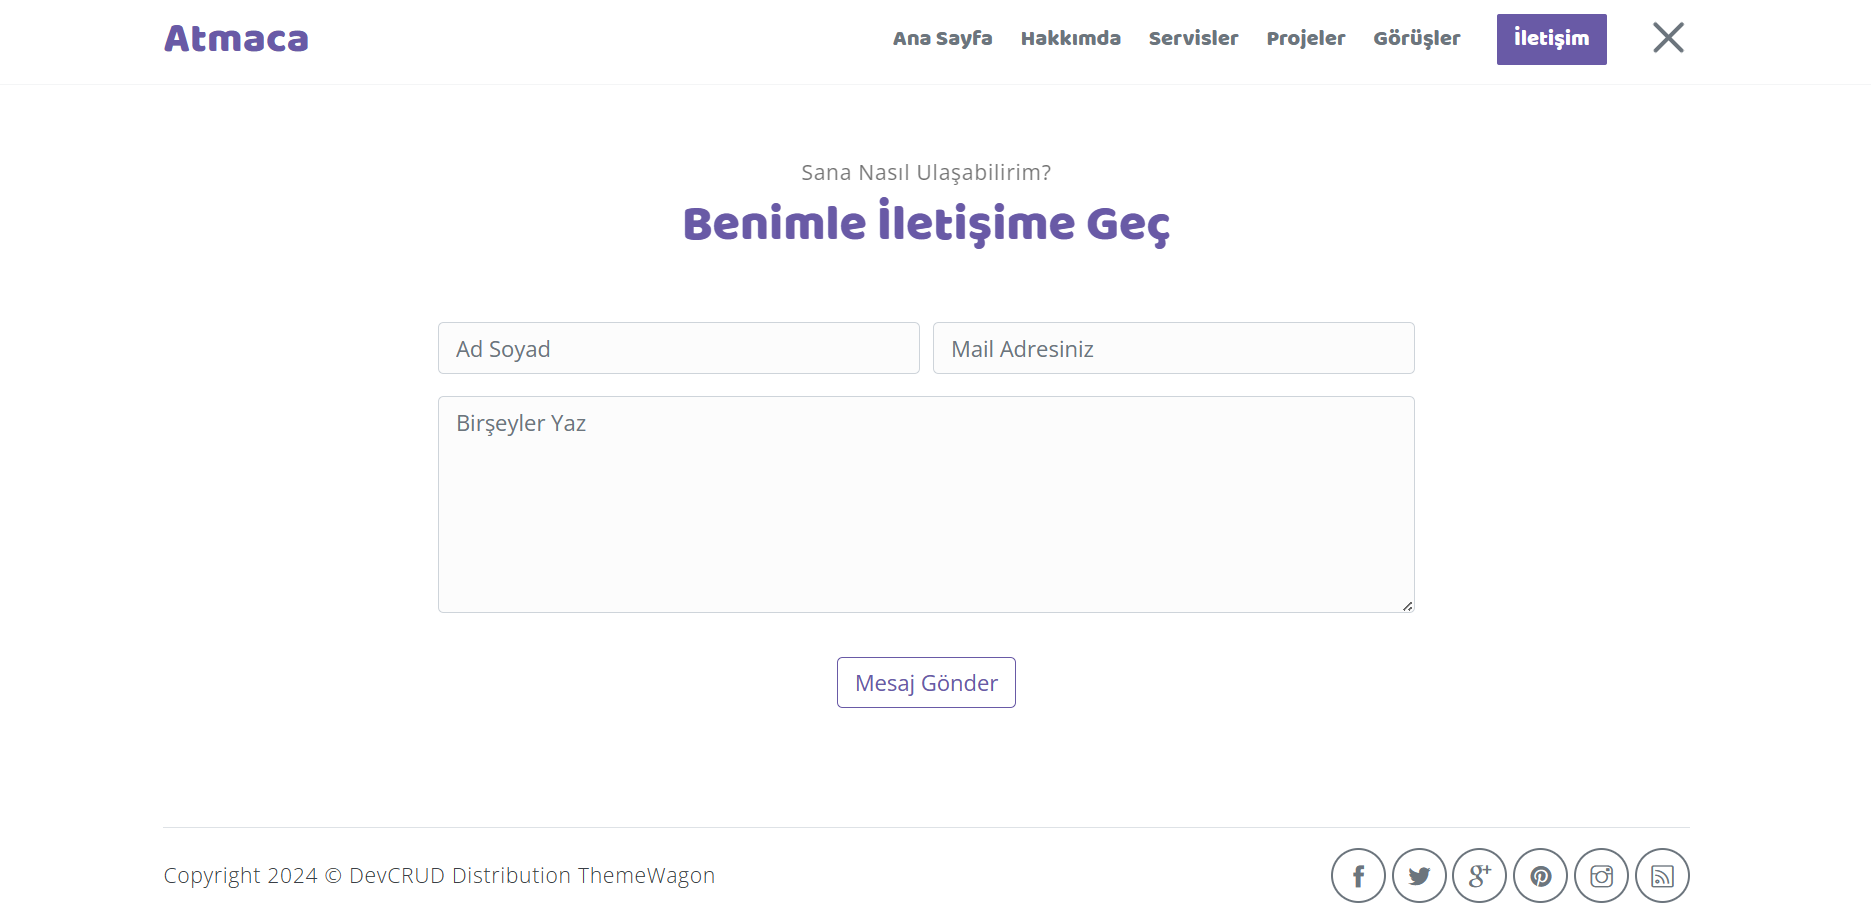 Atmaca
Ana Sayfa Hakkımda Servisler Projeler Görüşler İletişim
Sana Nasıl Ulaşabilirim?
Benimle İletişime Geç
Ad Soyad Mail Adresiniz
Birşeyler Yaz
Mesaj Gönder
Copyright 2024 © DevCRUD Distribution ThemeWagon